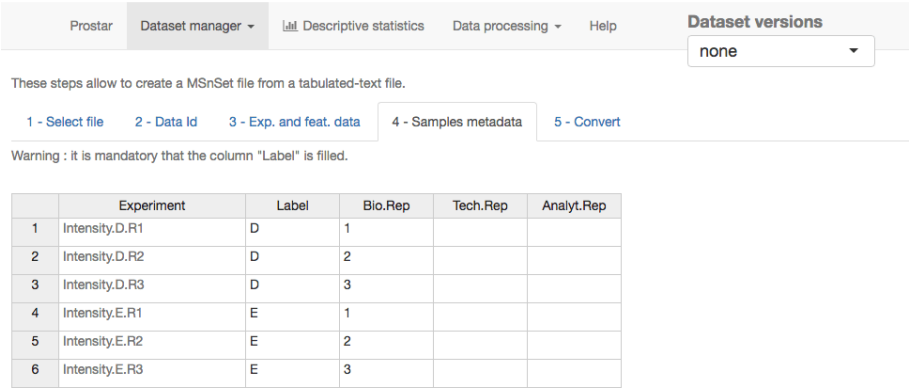 Prostar Dataset manager Descriptive statistics Data processing Help Dataset versions
none
These steps allow to create a MSnSet file from a tabulated-text file.
1 - Select file 2 - Data Id 3 - Exp. and feat. data 4 - Samples metadata 5 - Convert
Warning : it is mandatory that the column "Label" is filled.
Experiment Label Bio.Rep Tech.Rep Analyt.Rep
1 Intensity.D.R1 D 1
2 Intensity.D.R2 D 2
3 Intensity.D.R3 D 3
4 Intensity.E.R1 E 1
5 Intensity.E.R2 E 2
6 Intensity.E.R3 E 3